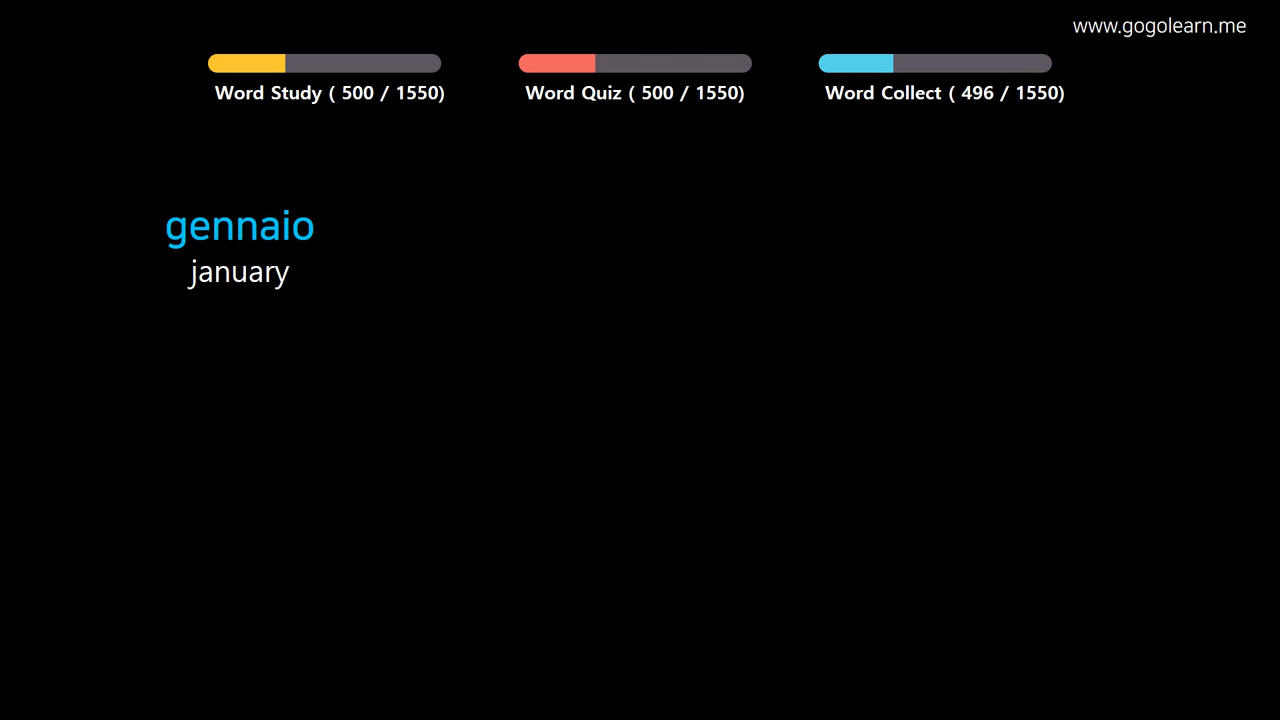 www.gogolearn.me
Word Study ( 500 / 1550)
Word Quiz ( 500 / 1550)
Word Collect ( 496 / 1550)
gennaio
january